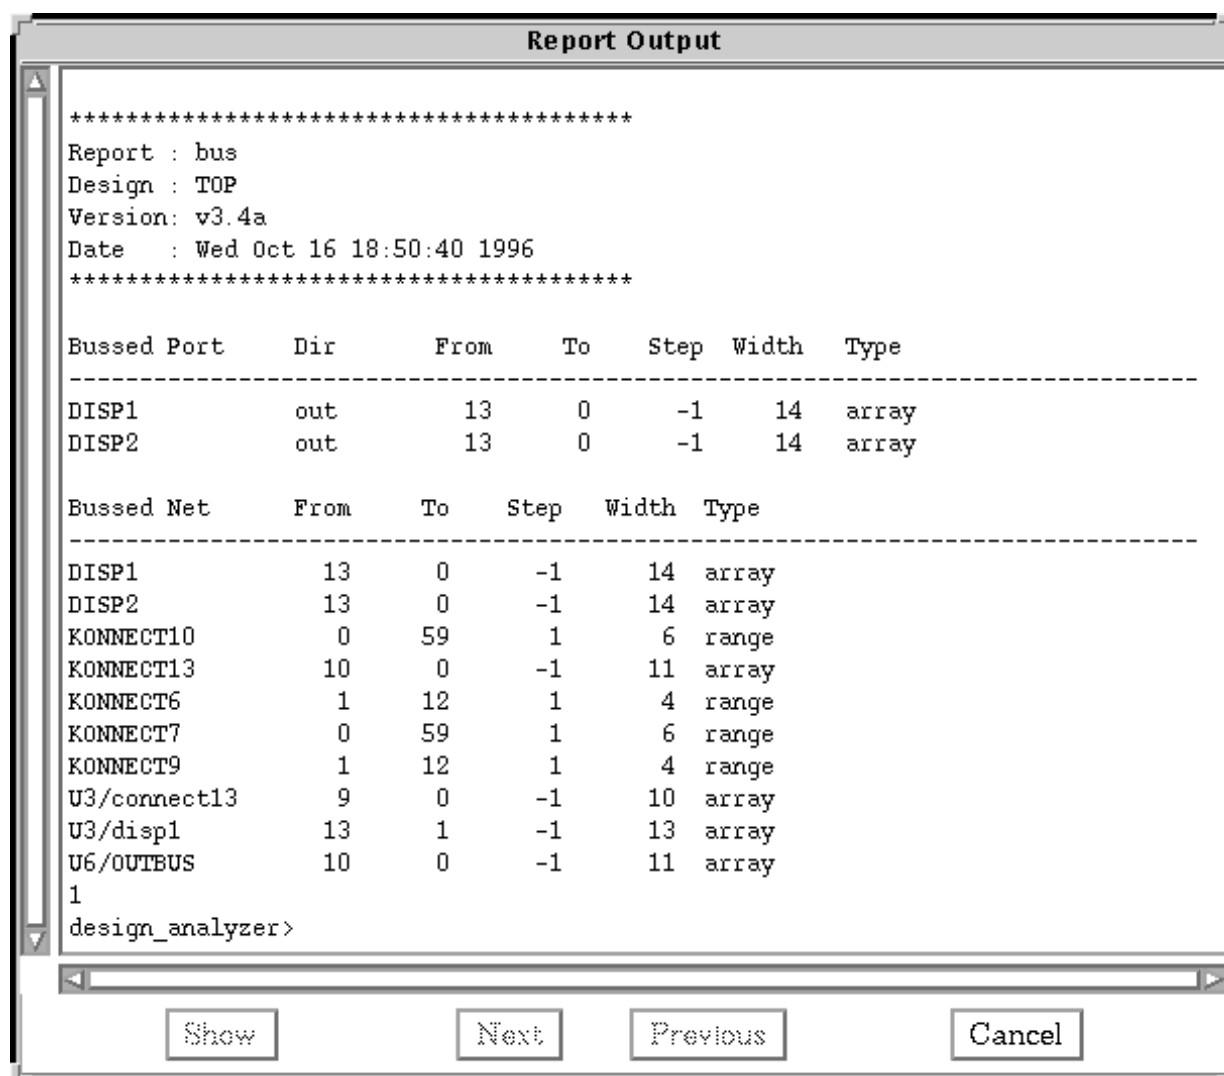 Report Output
****************************************
Report : bus
Design : TOP
Version: v3.4a
Date   : Wed Oct 16 18:50:40 1996
****************************************
Bussed Port     Dir       From     To    Step  Width   Type
--------------------------------------------------------------------------------
DISP1           out         13      0      -1     14   array
DISP2           out         13      0      -1     14   array
Bussed Net      From     To    Step   Width  Type
--------------------------------------------------------------------------------
DISP1             13      0      -1      14  array
DISP2             13      0      -1      14  array
KONNECT10          0     59       1       6  range
KONNECT13         10      0      -1      11  array
KONNECT6           1     12       1       4  range
KONNECT7           0     59       1       6  range
KONNECT9           1     12       1       4  range
U3/connect13       9      0      -1      10  array
U3/disp1          13      1      -1      13  array
U6/OUTBUS         10      0      -1      11  array
1
design_analyzer>
Show Next Previous Cancel